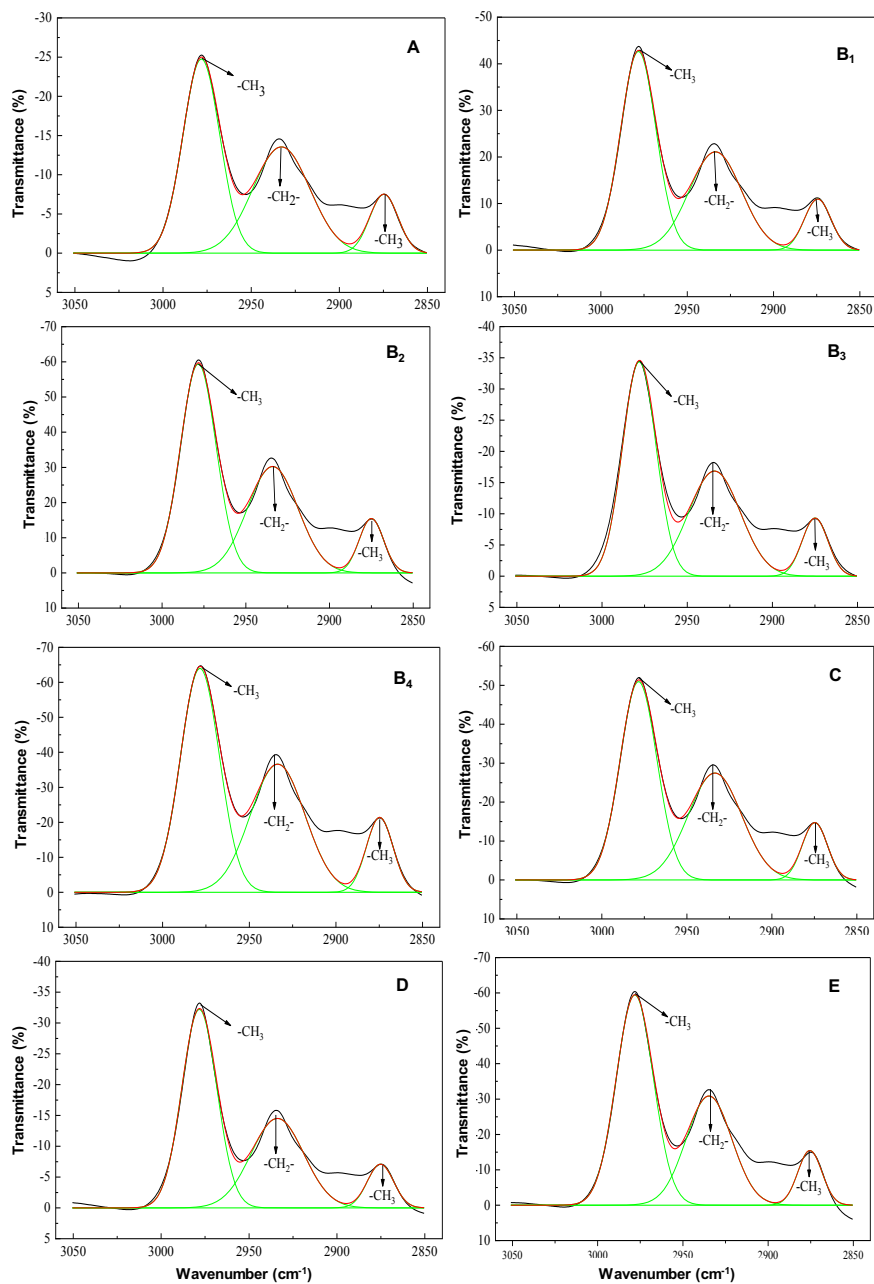 A
Transmittance (%)
-30
-25
-20
-15
-10
-5
0
5
-CH3
-CH2-
-CH3
3050 3000 2950 2900 2850
B₁
Transmittance (%)
-50
40
30
20
10
0
10
-CH₃
-CH₂-
-CH₃
3050 3000 2950 2900 2850
B₂
Transmittance (%)
-70
-60
-50
40
30
20
10
0
10
-CH₃
-CH₂-
-CH₃
3050 3000 2950 2900 2850
B₃
Transmittance (%)
-40
-35
-30
-25
-20
-15
-10
-5
0
5
-CH₃
-CH₂-
-CH₃
3050 3000 2950 2900 2850
B₄
Transmittance (%)
-70
-60
-50
-40
-30
-20
-10
0
10
-CH₃
-CH₂-
-CH₃
3050 3000 2950 2900 2850
C
Transmittance (%)
-60
-50
-40
-30
-20
-10
0
10
-CH₃
-CH₂-
-CH₃
3050 3000 2950 2900 2850
D
Transmittance (%)
-40
-35
-30
-25
-20
-15
-10
-5
0
5
-CH₃
-CH₂-
-CH₃
3050 3000 2950 2900 2850
Wavenumber (cm⁻¹)
E
Transmittance (%)
-70
-60
-50
-40
-30
-20
-10
0
10
-CH₃
-CH₂-
-CH₃
3050 3000 2950 2900 2850
Wavenumber (cm⁻¹)